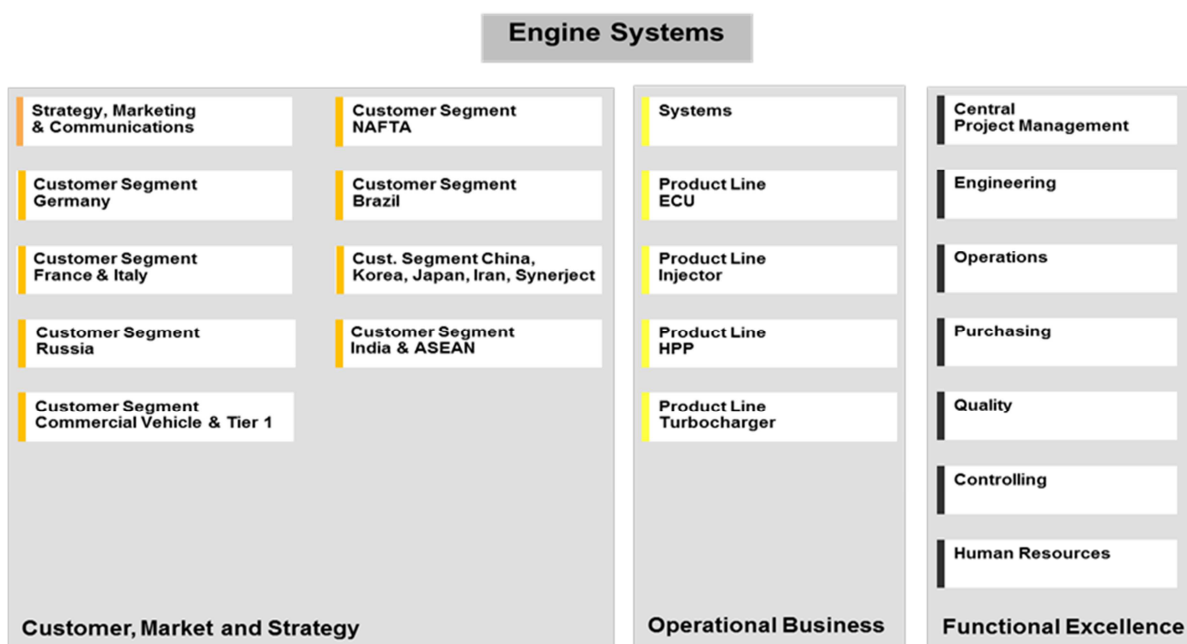 Engine Systems
Strategy, Marketing
& Communications
Customer Segment
Germany
Customer Segment
France & Italy
Customer Segment
Russia
Customer Segment
Commercial Vehicle & Tier 1
Customer Segment
NAFTA
Customer Segment
Brazil
Cust. Segment China,
Korea, Japan, Iran, Synerject
Customer Segment
India & ASEAN
Customer, Market and Strategy
Systems
Product Line
ECU
Product Line
Injector
Product Line
HPP
Product Line
Turbocharger
Operational Business
Central
Project Management
Engineering
Operations
Purchasing
Quality
Controlling
Human Resources
Functional Excellence